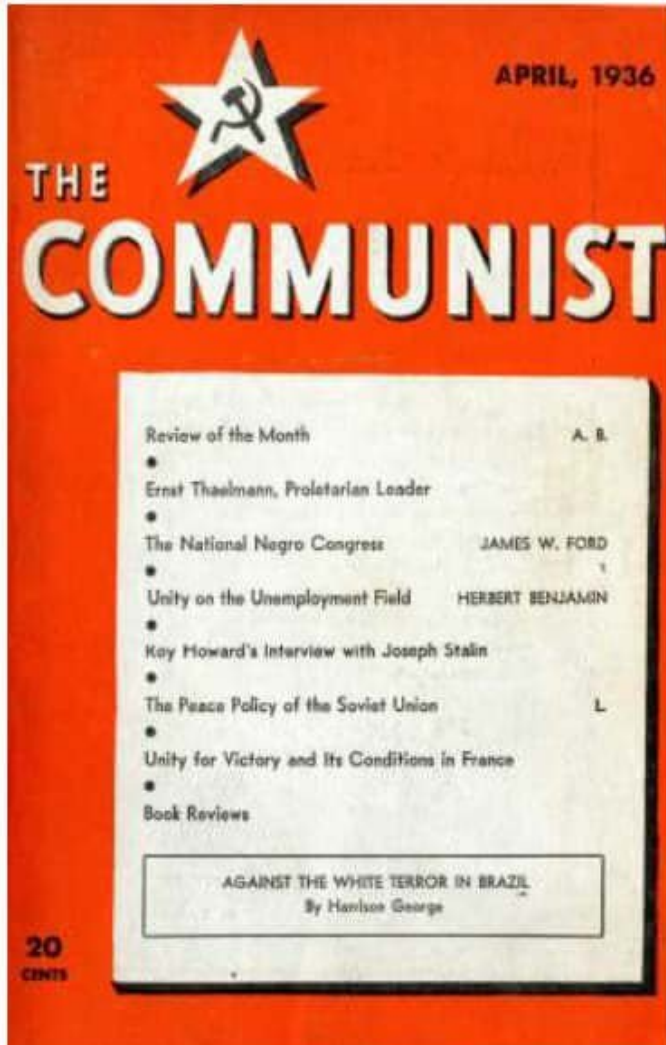 APRIL, 1936
THE
COMMUNIST
Review of the Month A. B.
Ernst Thaelmann, Proletarian Leader
The National Negro Congress JAMES W. FORD
Unity on the Unemployment Field HERBERT BENJAMIN
Roy Howard's Interview with Joseph Stalin
The Peace Policy of the Soviet Union L.
Unity for Victory and Its Conditions in France
Book Reviews
AGAINST THE WHITE TERROR IN BRAZIL
By Harrison George
20
CENTS